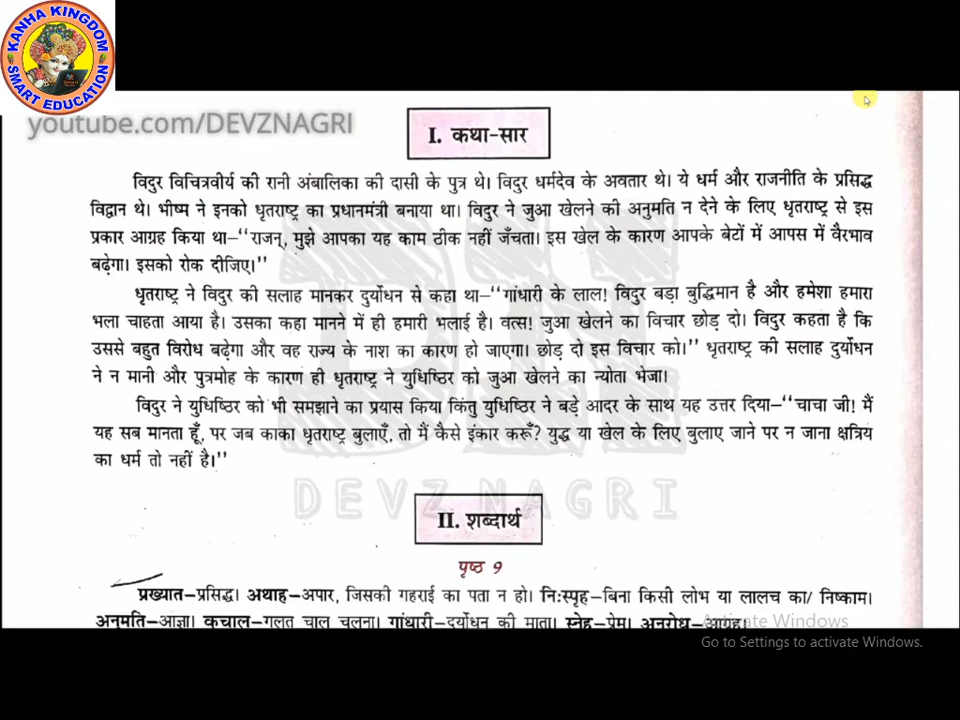 KANHA KINGDOM
SMART EDUCATION
youtube.com/DEVZNAGRI
I. कथा-सार
विदुर विचित्रवीर्य की रानी अंबालिका की दासी के पुत्र थे। विदुर धर्मदेव के अवतार थे। ये धर्म और राजनीति के प्रसिद्ध
विद्वान थे। भीष्म ने इनको धृतराष्ट्र का प्रधानमंत्री बनाया था। विदुर ने जुआ खेलने की अनुमति न देने के लिए धृतराष्ट्र से इस
प्रकार आग्रह किया था–“राजन्, मुझे आपका यह काम ठीक नहीं जँचता। इस खेल के कारण आपके बेटों में आपस में वैरभाव
बढ़ेगा। इसको रोक दीजिए।”
धृतराष्ट्र ने विदुर की सलाह मानकर दुर्योधन से कहा था–“गांधारी के लाल! विदुर बड़ा बुद्धिमान है और हमेशा हमारा
भला चाहता आया है। उसका कहा मानने में ही हमारी भलाई है। वत्स! जुआ खेलने का विचार छोड़ दो। विदुर कहता है कि
उससे बहुत विरोध बढ़ेगा और वह राज्य के नाश का कारण हो जाएगा। छोड़ दो इस विचार को।” धृतराष्ट्र की सलाह दुर्योधन
ने न मानी और पुत्रमोह के कारण ही धृतराष्ट्र ने युधिष्ठिर को जुआ खेलने का न्योता भेजा।
विदुर ने युधिष्ठिर को भी समझाने का प्रयास किया किंतु युधिष्ठिर ने बड़े आदर के साथ यह उत्तर दिया–“चाचा जी! मैं
यह सब मानता हूँ, पर जब काका धृतराष्ट्र बुलाएँ, तो मैं कैसे इंकार करूँ? युद्ध या खेल के लिए बुलाए जाने पर न जाना क्षत्रिय
का धर्म तो नहीं है।”
DEVZ NAGRI
II. शब्दार्थ
पृष्ठ 9
प्रख्यात–प्रसिद्ध। अथाह–अपार, जिसकी गहराई का पता न हो। नि:स्पृह–बिना किसी लोभ या लालच का/ निष्काम।
अनुमति–आज्ञा। कुचाल–गलत चाल चलना। गांधारी–दुर्योधन की माता। स्नेह–प्रेम। अनुरोध–आग्रह।
Activate Windows
Go to Settings to activate Windows.